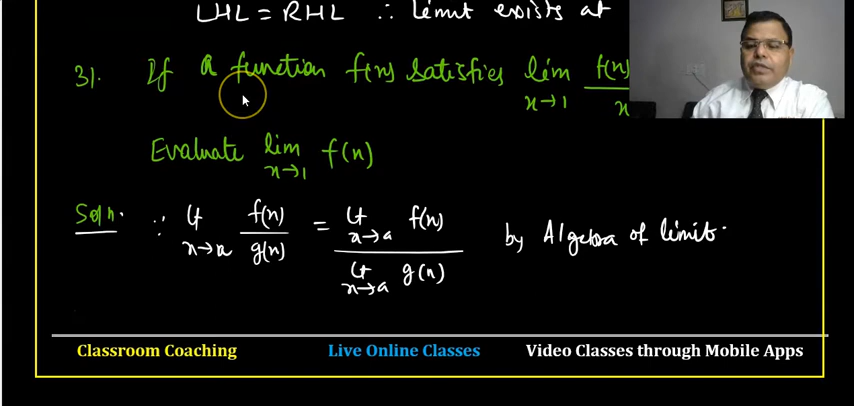 LHL = RHL ∴ Limit exists at
31. If a function f(x) satisfies lim x→1 f(x) / x
Evaluate lim x→1 f(x)
Soln. ∵ Lt x→a f(x)/g(x) = Lt x→a f(x) / Lt x→a g(x) by Algebra of limit.
Classroom Coaching Live Online Classes Video Classes through Mobile Apps